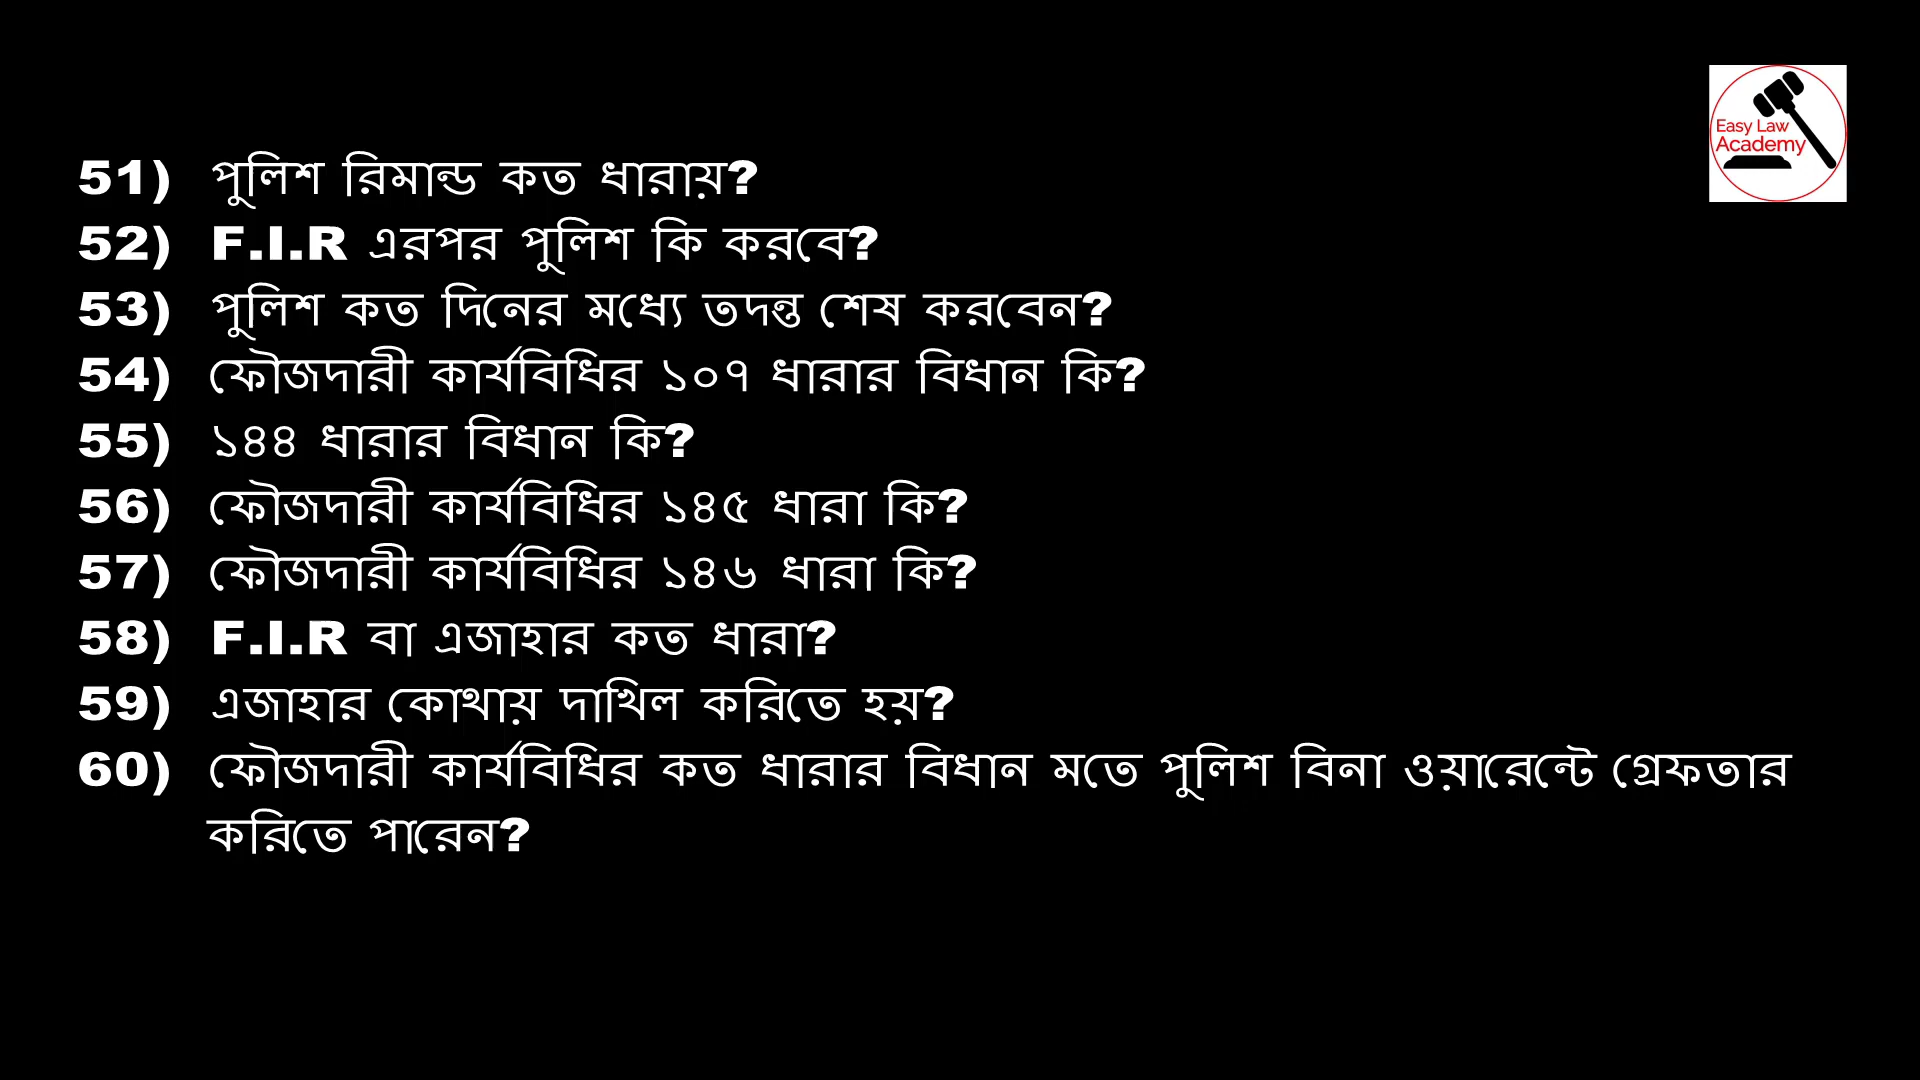 Easy Law
Academy
51) পুলিশ রিমান্ড কত ধারায়?
52) F.I.R এরপর পুলিশ কি করবে?
53) পুলিশ কত দিনের মধ্যে তদন্ত শেষ করবেন?
54) ফৌজদারী কার্যবিধির ১০৭ ধারার বিধান কি?
55) ১৪৪ ধারার বিধান কি?
56) ফৌজদারী কার্যবিধির ১৪৫ ধারা কি?
57) ফৌজদারী কার্যবিধির ১৪৬ ধারা কি?
58) F.I.R বা এজাহার কত ধারা?
59) এজাহার কোথায় দাখিল করিতে হয়?
60) ফৌজদারী কার্যবিধির কত ধারার বিধান মতে পুলিশ বিনা ওয়ারেন্টে গ্রেফতার
করিতে পারেন?